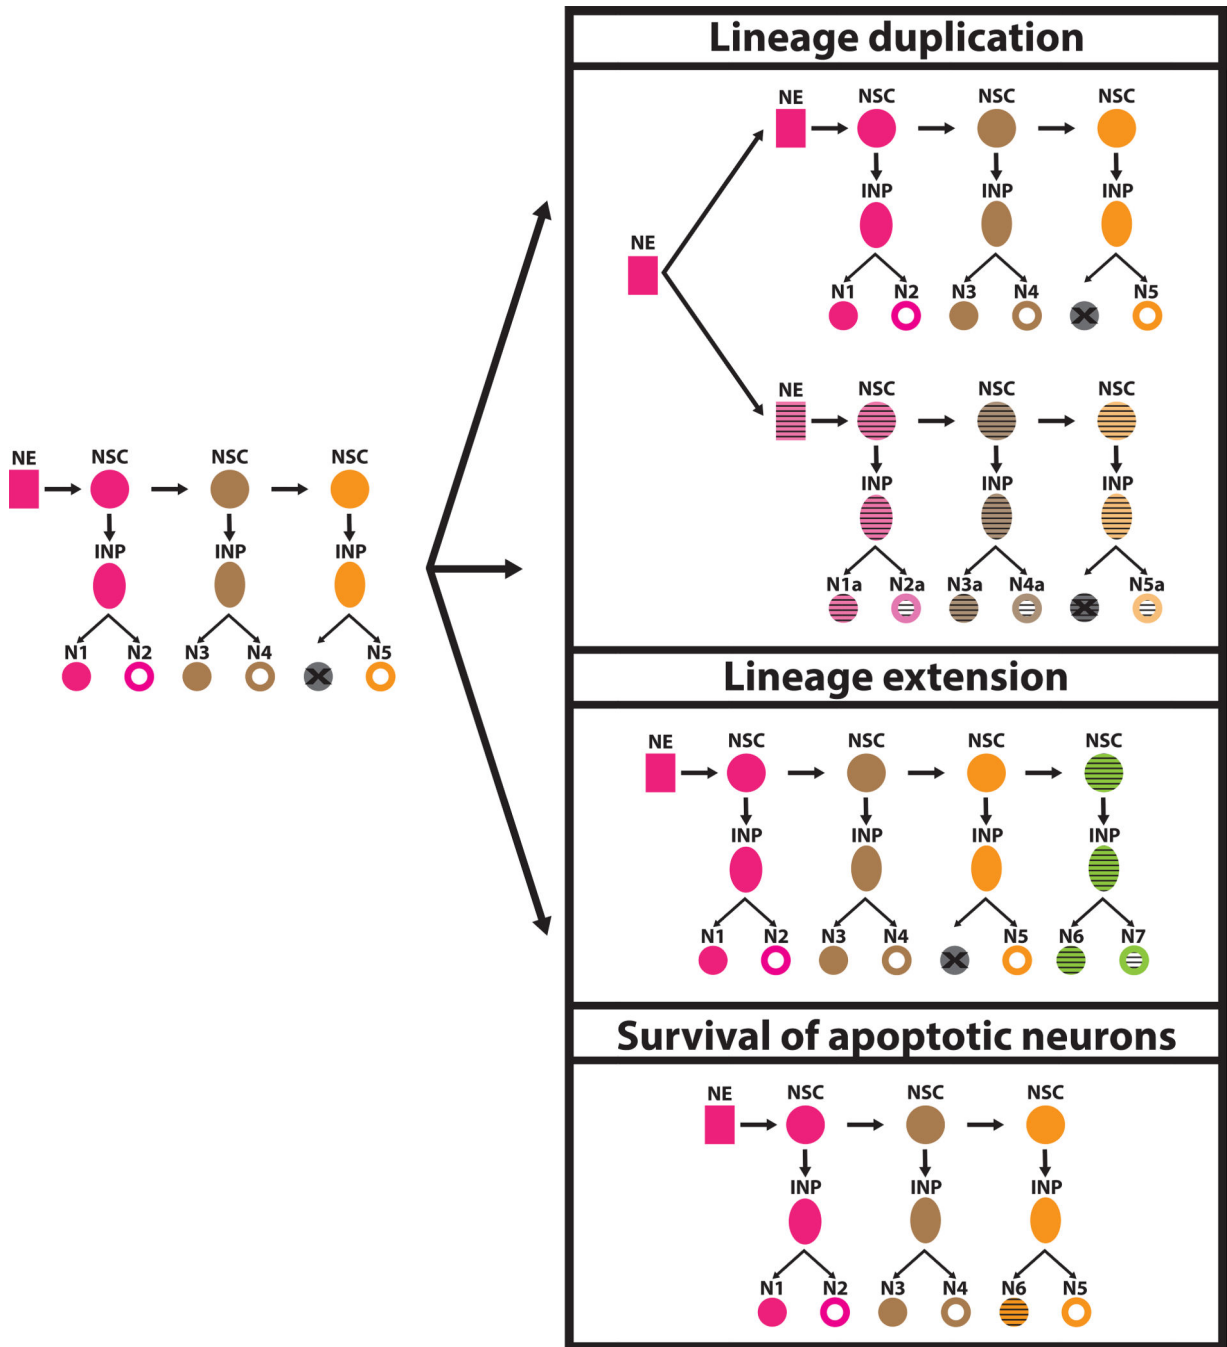 NE NSC NSC NSC
INP INP INP
N1 N2 N3 N4 N5
Lineage duplication
NE NSC NSC NSC
INP INP INP
NE
N1 N2 N3 N4 N5
NE NSC NSC NSC
INP INP INP
N1a N2a N3a N4a N5a
Lineage extension
NE NSC NSC NSC NSC
INP INP INP INP
N1 N2 N3 N4 N5 N6 N7
Survival of apoptotic neurons
NE NSC NSC NSC
INP INP INP
N1 N2 N3 N4 N6 N5